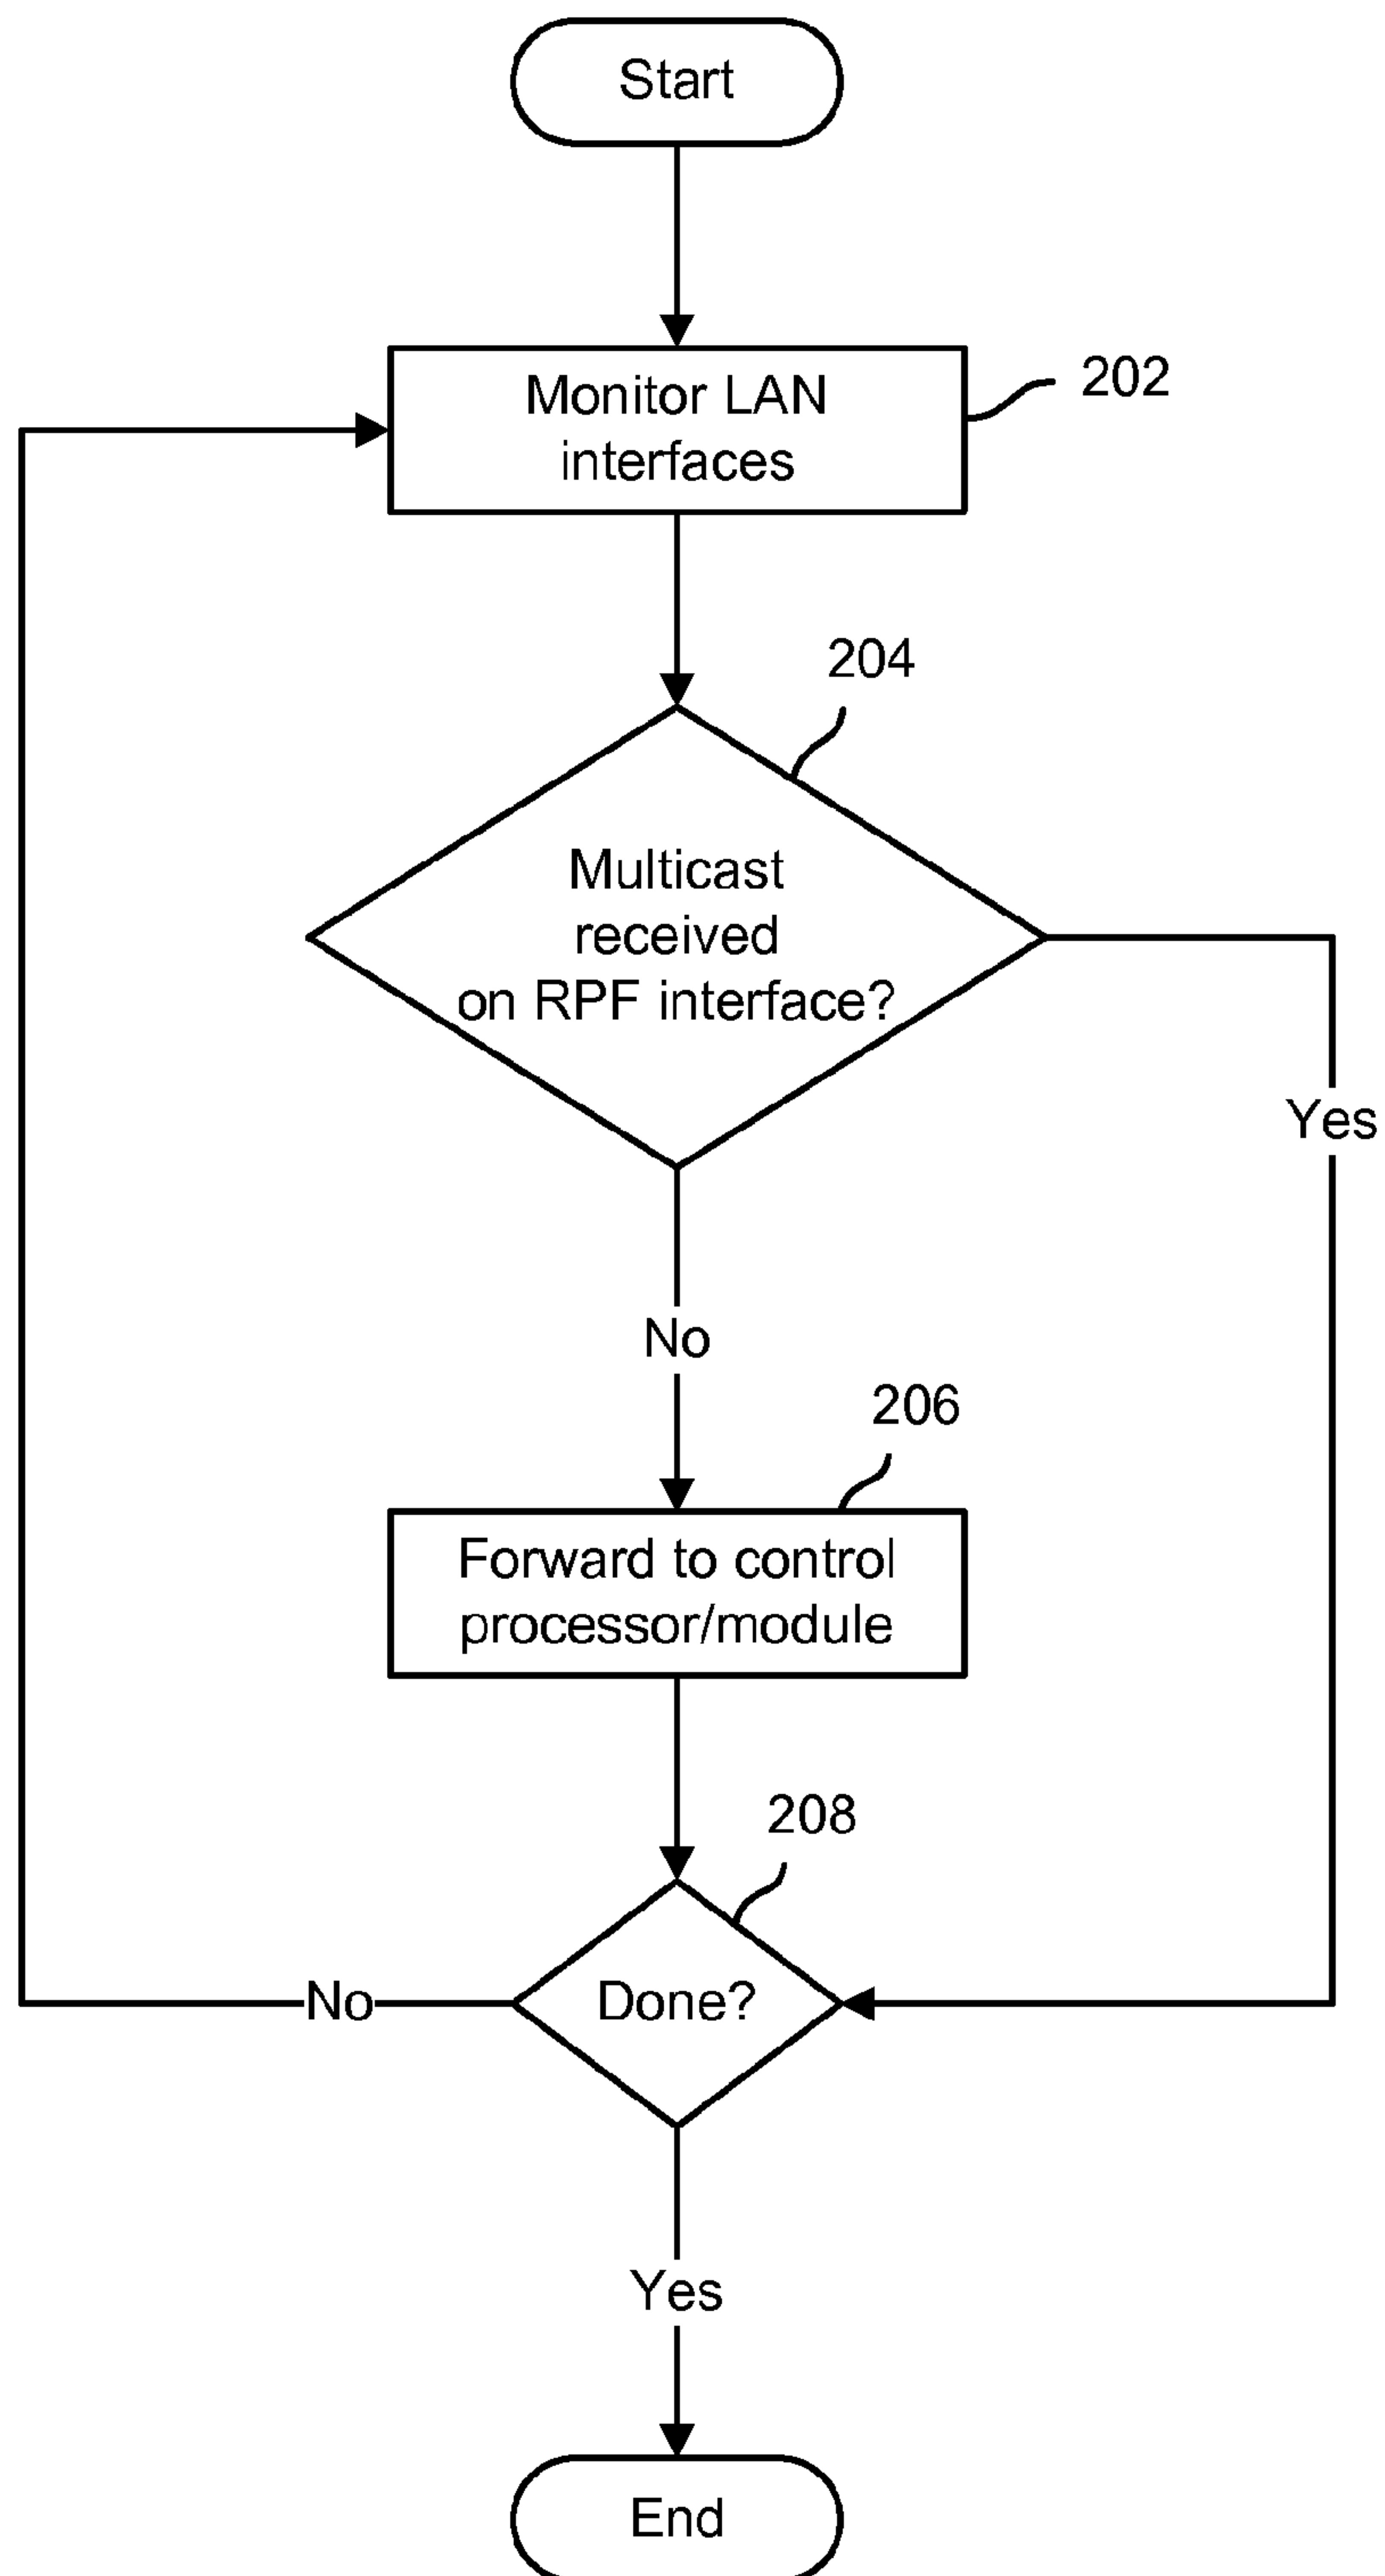 Start
Monitor LAN
interfaces
202
204
Multicast
received
on RPF interface?
Yes
No
206
Forward to control
processor/module
208
Done?
No
Yes
End